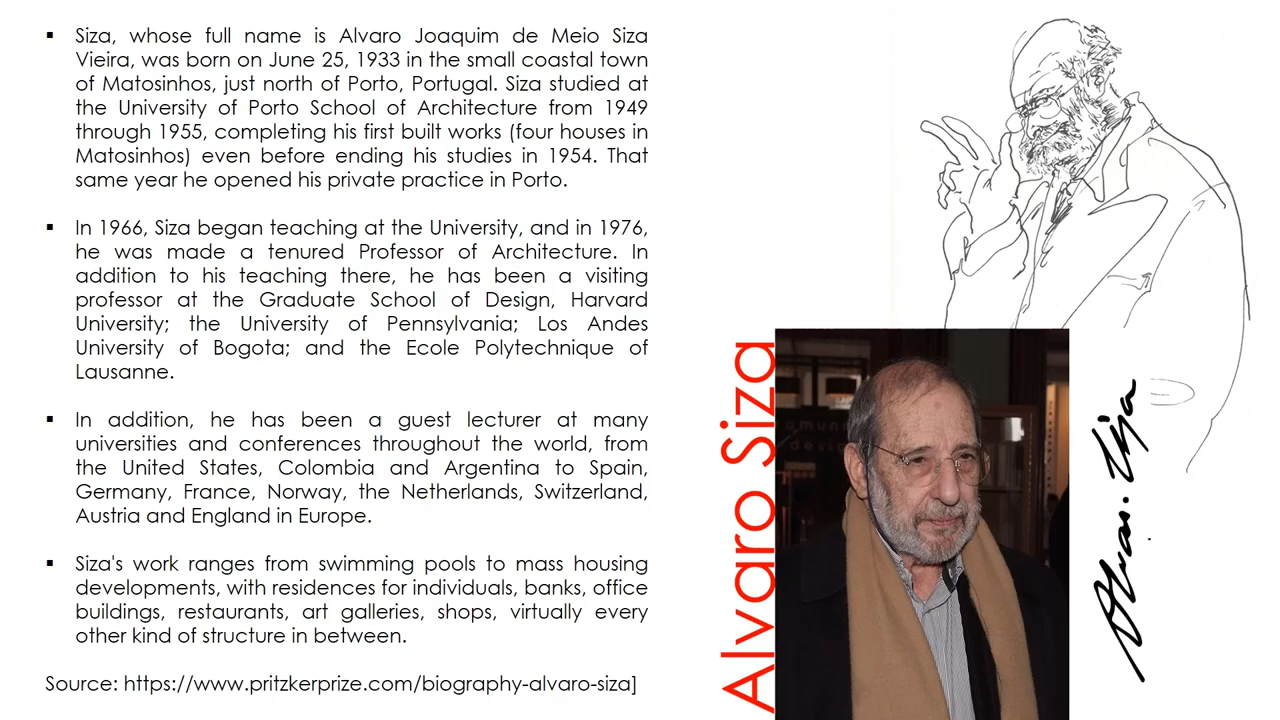 ▪ Siza, whose full name is Alvaro Joaquim de Meio Siza
Vieira, was born on June 25, 1933 in the small coastal town
of Matosinhos, just north of Porto, Portugal. Siza studied at
the University of Porto School of Architecture from 1949
through 1955, completing his first built works (four houses in
Matosinhos) even before ending his studies in 1954. That
same year he opened his private practice in Porto.
▪ In 1966, Siza began teaching at the University, and in 1976,
he was made a tenured Professor of Architecture. In
addition to his teaching there, he has been a visiting
professor at the Graduate School of Design, Harvard
University; the University of Pennsylvania; Los Andes
University of Bogota; and the Ecole Polytechnique of
Lausanne.
▪ In addition, he has been a guest lecturer at many
universities and conferences throughout the world, from
the United States, Colombia and Argentina to Spain,
Germany, France, Norway, the Netherlands, Switzerland,
Austria and England in Europe.
▪ Siza's work ranges from swimming pools to mass housing
developments, with residences for individuals, banks, office
buildings, restaurants, art galleries, shops, virtually every
other kind of structure in between.
Source: https://www.pritzkerprize.com/biography-alvaro-siza]
Alvaro Siza